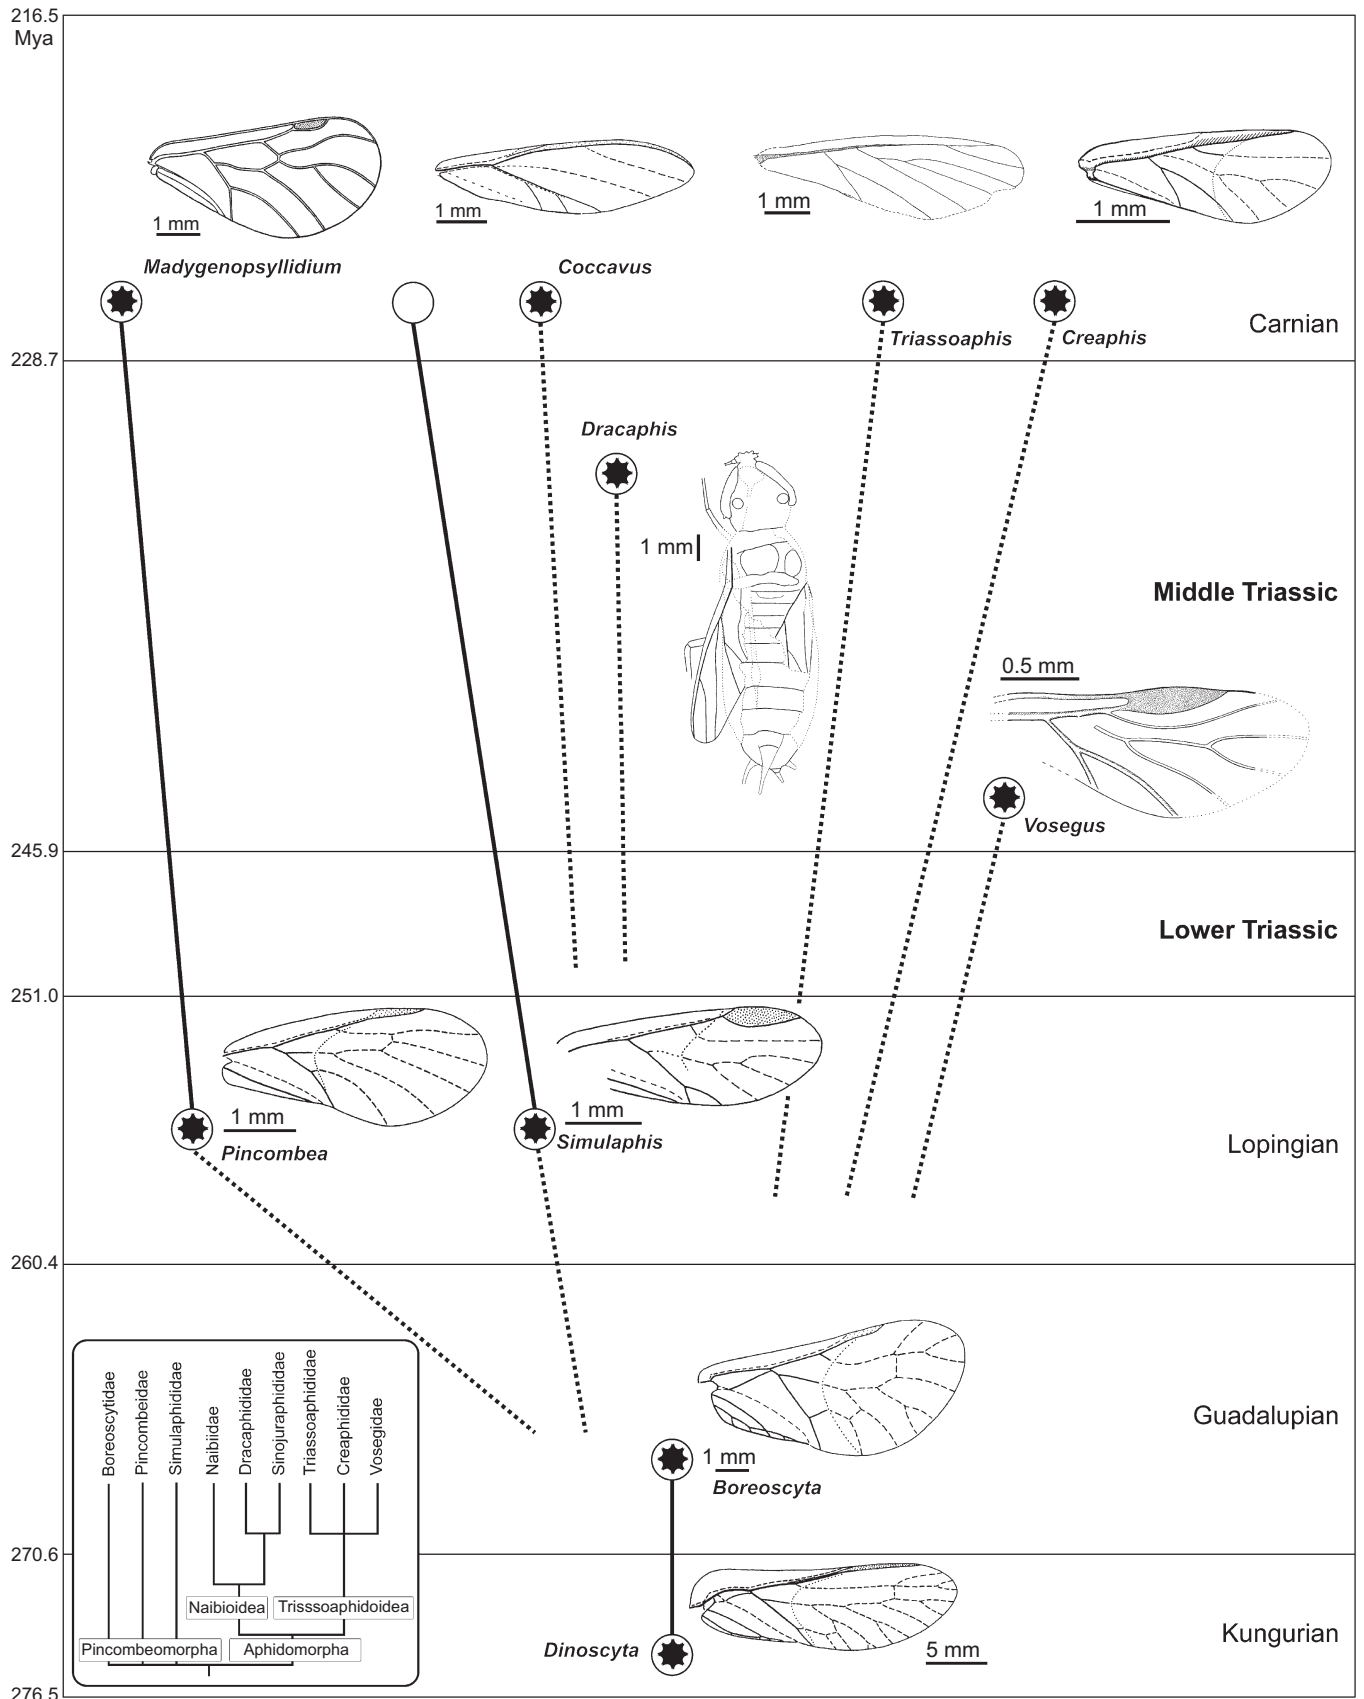 216.5
Mya
1 mm
1 mm
1 mm
1 mm
Madygenopsyllidium
Coccavus
Triassoaphis
Creaphis
Carnian
228.7
Dracaphis
1 mm
Middle Triassic
0.5 mm
Vosegus
245.9
Lower Triassic
251.0
1 mm
Pincombea
1 mm
Simulaphis
Lopingian
260.4
Guadalupian
1 mm
Boreoscyta
270.6
Dinoscyta
5 mm
Kungurian
276.5
Boreoscytidae
Pincombeidae
Simulaphididae
Naibiidae
Dracaphididae
Sinojuraphididae
Triassoaphididae
Creaphididae
Vosegidae
Naibioidea
Trisssoaphidoidea
Pincombeomorpha
Aphidomorpha